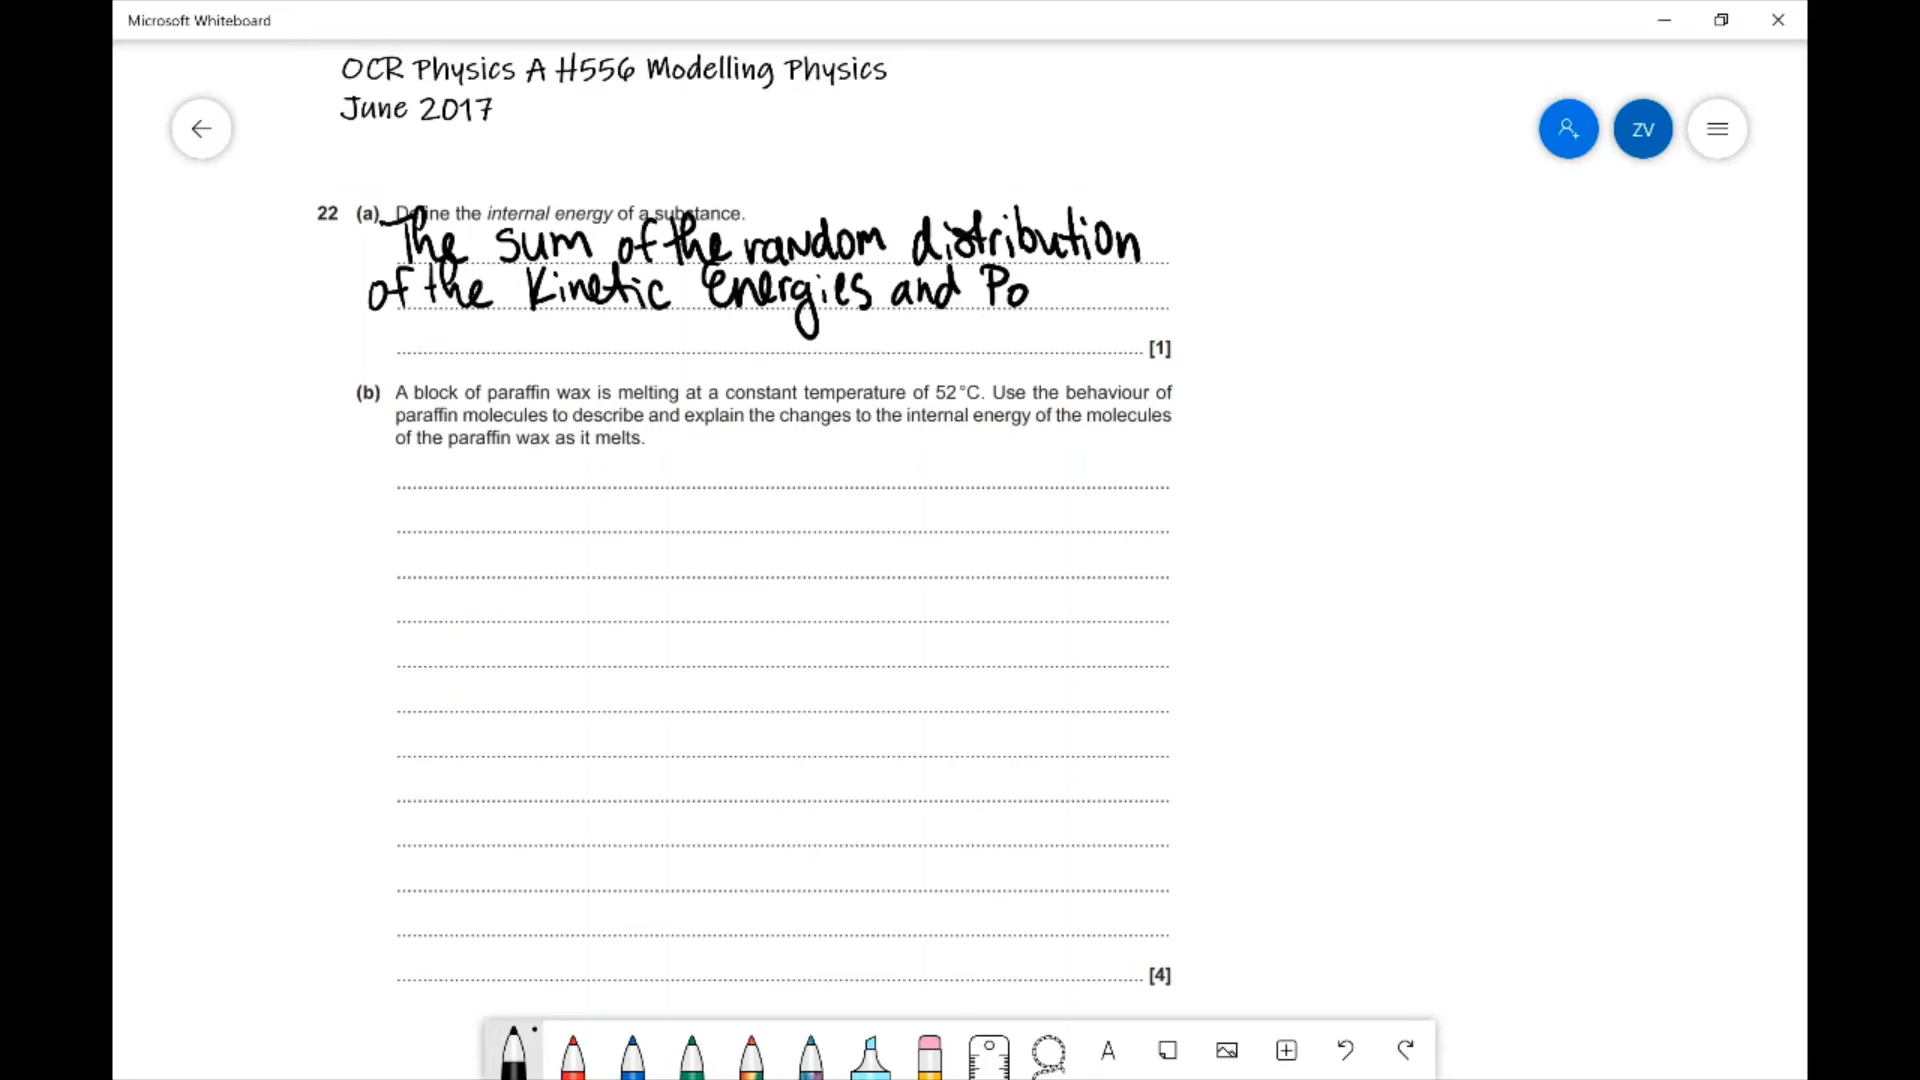 Microsoft Whiteboard
OCR Physics A H556 Modelling Physics
June 2017
ZV
22 (a) Define the internal energy of a substance.
The sum of the random distribution
of the Kinetic energies and Po
[1]
(b) A block of paraffin wax is melting at a constant temperature of 52°C. Use the behaviour of
paraffin molecules to describe and explain the changes to the internal energy of the molecules
of the paraffin wax as it melts.
[4]